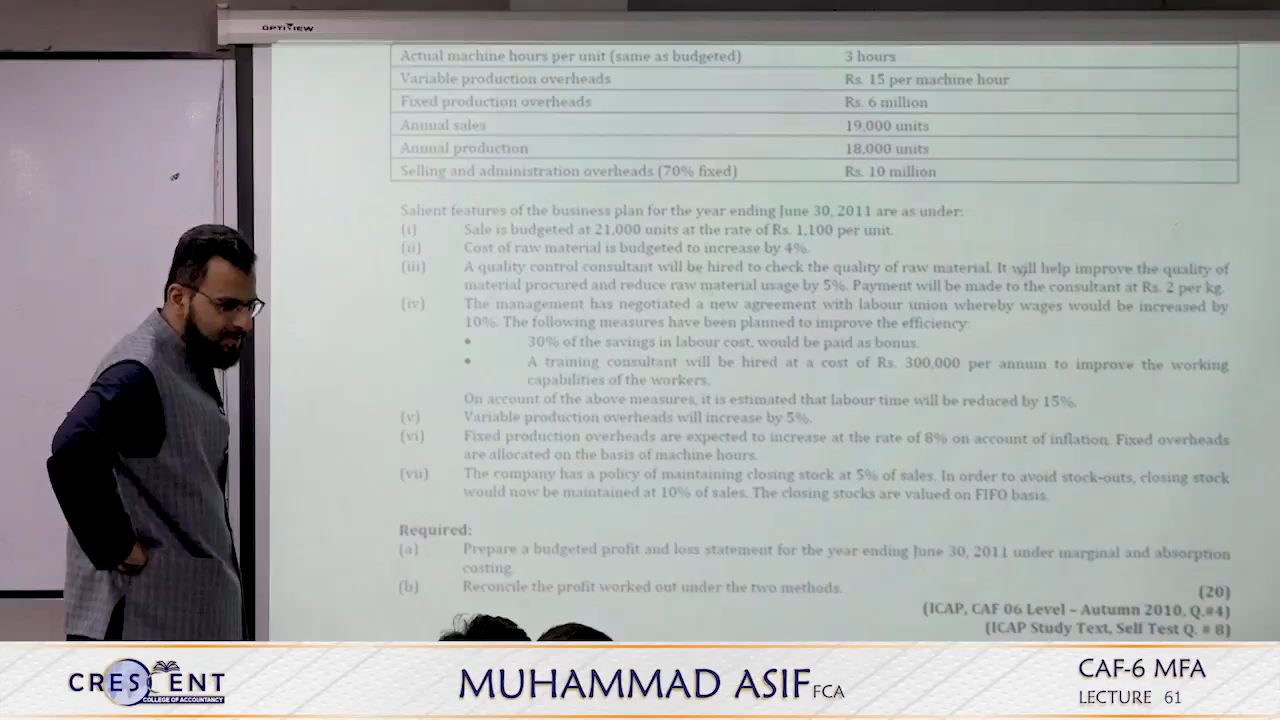 OPTIVIEW
Actual machine hours per unit (same as budgeted) 3 hours
Variable production overheads Rs. 15 per machine hour
Fixed production overheads Rs. 6 million
Annual sales 19,000 units
Annual production 18,000 units
Selling and administration overheads (70% fixed) Rs. 10 million
Salient features of the business plan for the year ending June 30, 2011 are as under:
(i) Sale is budgeted at 21,000 units at the rate of Rs. 1,100 per unit.
(ii) Cost of raw material is budgeted to increase by 4%.
(iii) A quality control consultant will be hired to check the quality of raw material. It will help improve the quality of
material procured and reduce raw material usage by 5%. Payment will be made to the consultant at Rs. 2 per kg.
(iv) The management has negotiated a new agreement with labour union whereby wages would be increased by
10%. The following measures have been planned to improve the efficiency:
• 30% of the savings in labour cost, would be paid as bonus.
• A training consultant will be hired at a cost of Rs. 300,000 per annum to improve the working
capabilities of the workers.
On account of the above measures, it is estimated that labour time will be reduced by 15%.
(v) Variable production overheads will increase by 5%.
(vi) Fixed production overheads are expected to increase at the rate of 8% on account of inflation. Fixed overheads
are allocated on the basis of machine hours.
(vii) The company has a policy of maintaining closing stock at 5% of sales. In order to avoid stock-outs, closing stock
would now be maintained at 10% of sales. The closing stocks are valued on FIFO basis.
Required:
(a) Prepare a budgeted profit and loss statement for the year ending June 30, 2011 under marginal and absorption
costing.
(b) Reconcile the profit worked out under the two methods. (20)
(ICAP, CAF 06 Level – Autumn 2010, Q.#4)
(ICAP Study Text, Self Test Q. # 8)
CRESCENT
COLLEGE OF ACCOUNTANCY
MUHAMMAD ASIF FCA
CAF-6 MFA
LECTURE 61